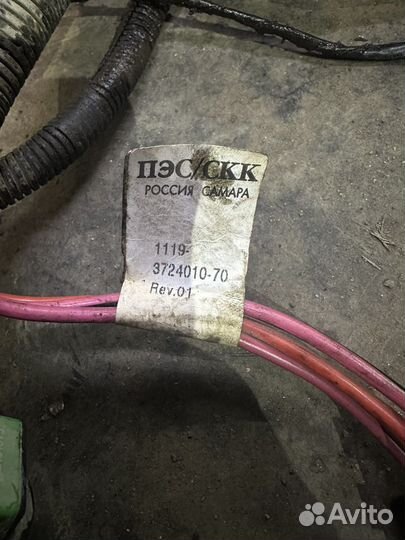 ПЭС/СКК
РОССИЯ САМАРА
1119-
3724010-70
Rev.01
Avito